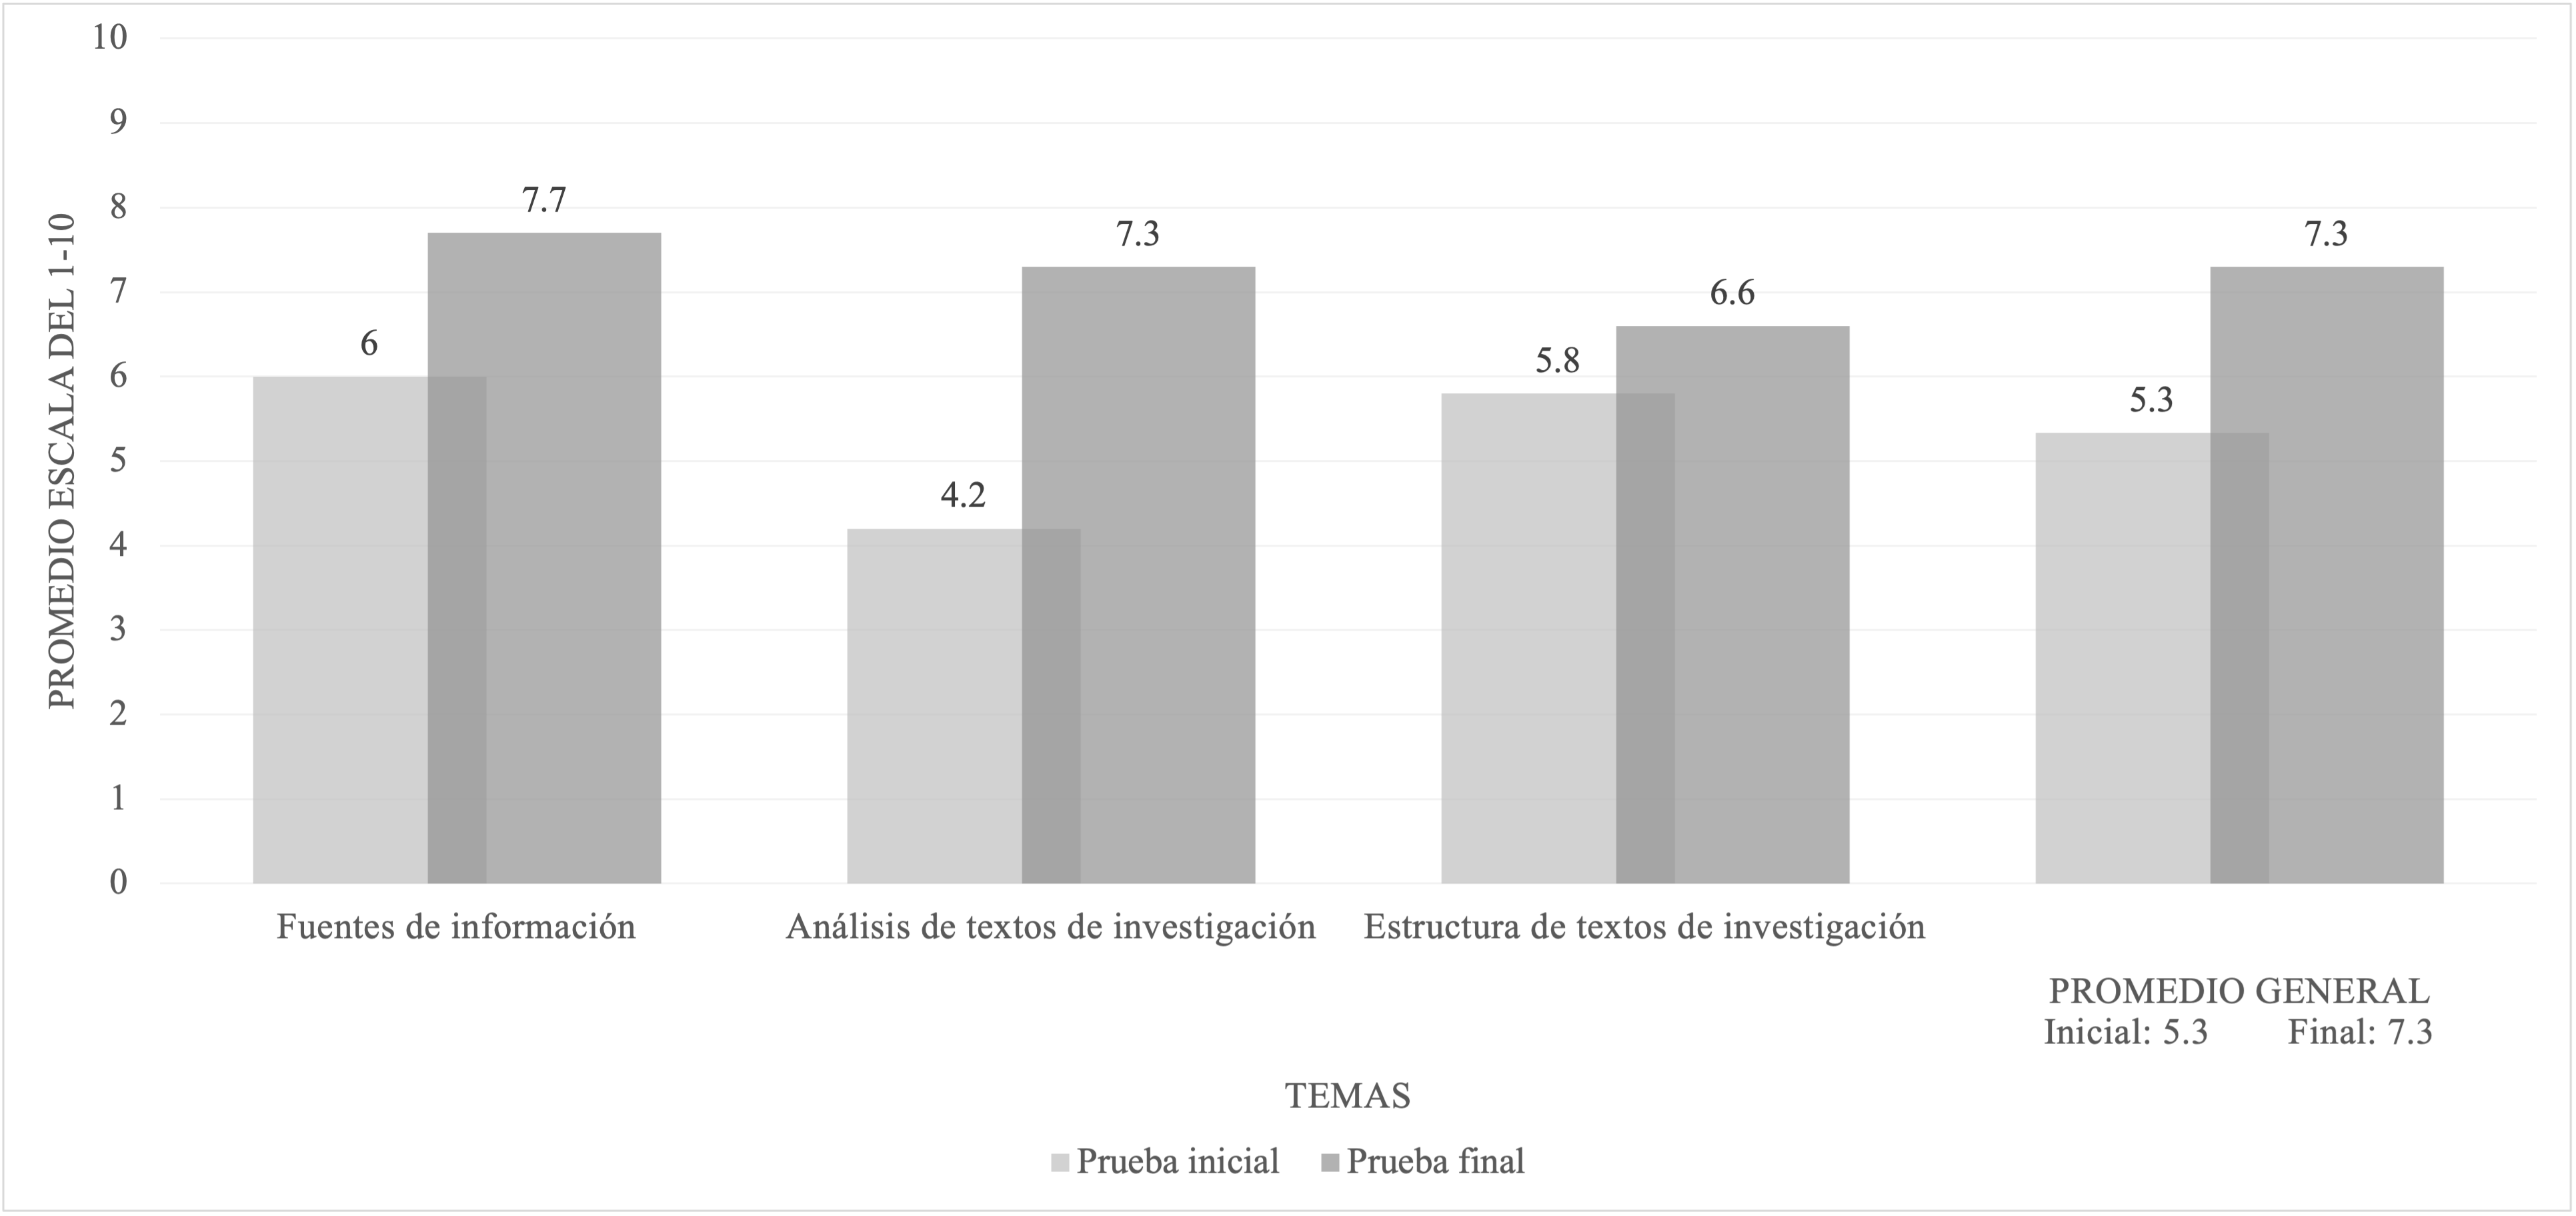 PROMEDIO ESCALA DEL 1-10
10
9
8
7
6
5
4
3
2
1
0
6
7.7
4.2
7.3
5.8
6.6
5.3
7.3
Fuentes de información
Análisis de textos de investigación
Estructura de textos de investigación
PROMEDIO GENERAL
Inicial: 5.3 Final: 7.3
TEMAS
Prueba inicial
Prueba final